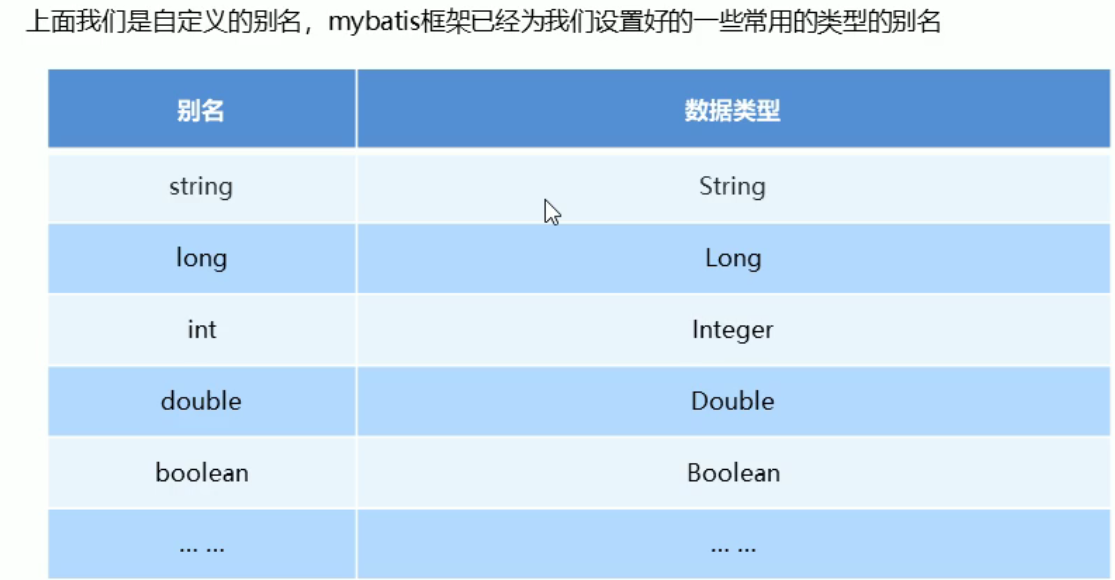 上面我们是自定义的别名，mybatis框架已经为我们设置好的一些常用的类型的别名
别名 数据类型
string String
long Long
int Integer
double Double
boolean Boolean
... ... ... ...